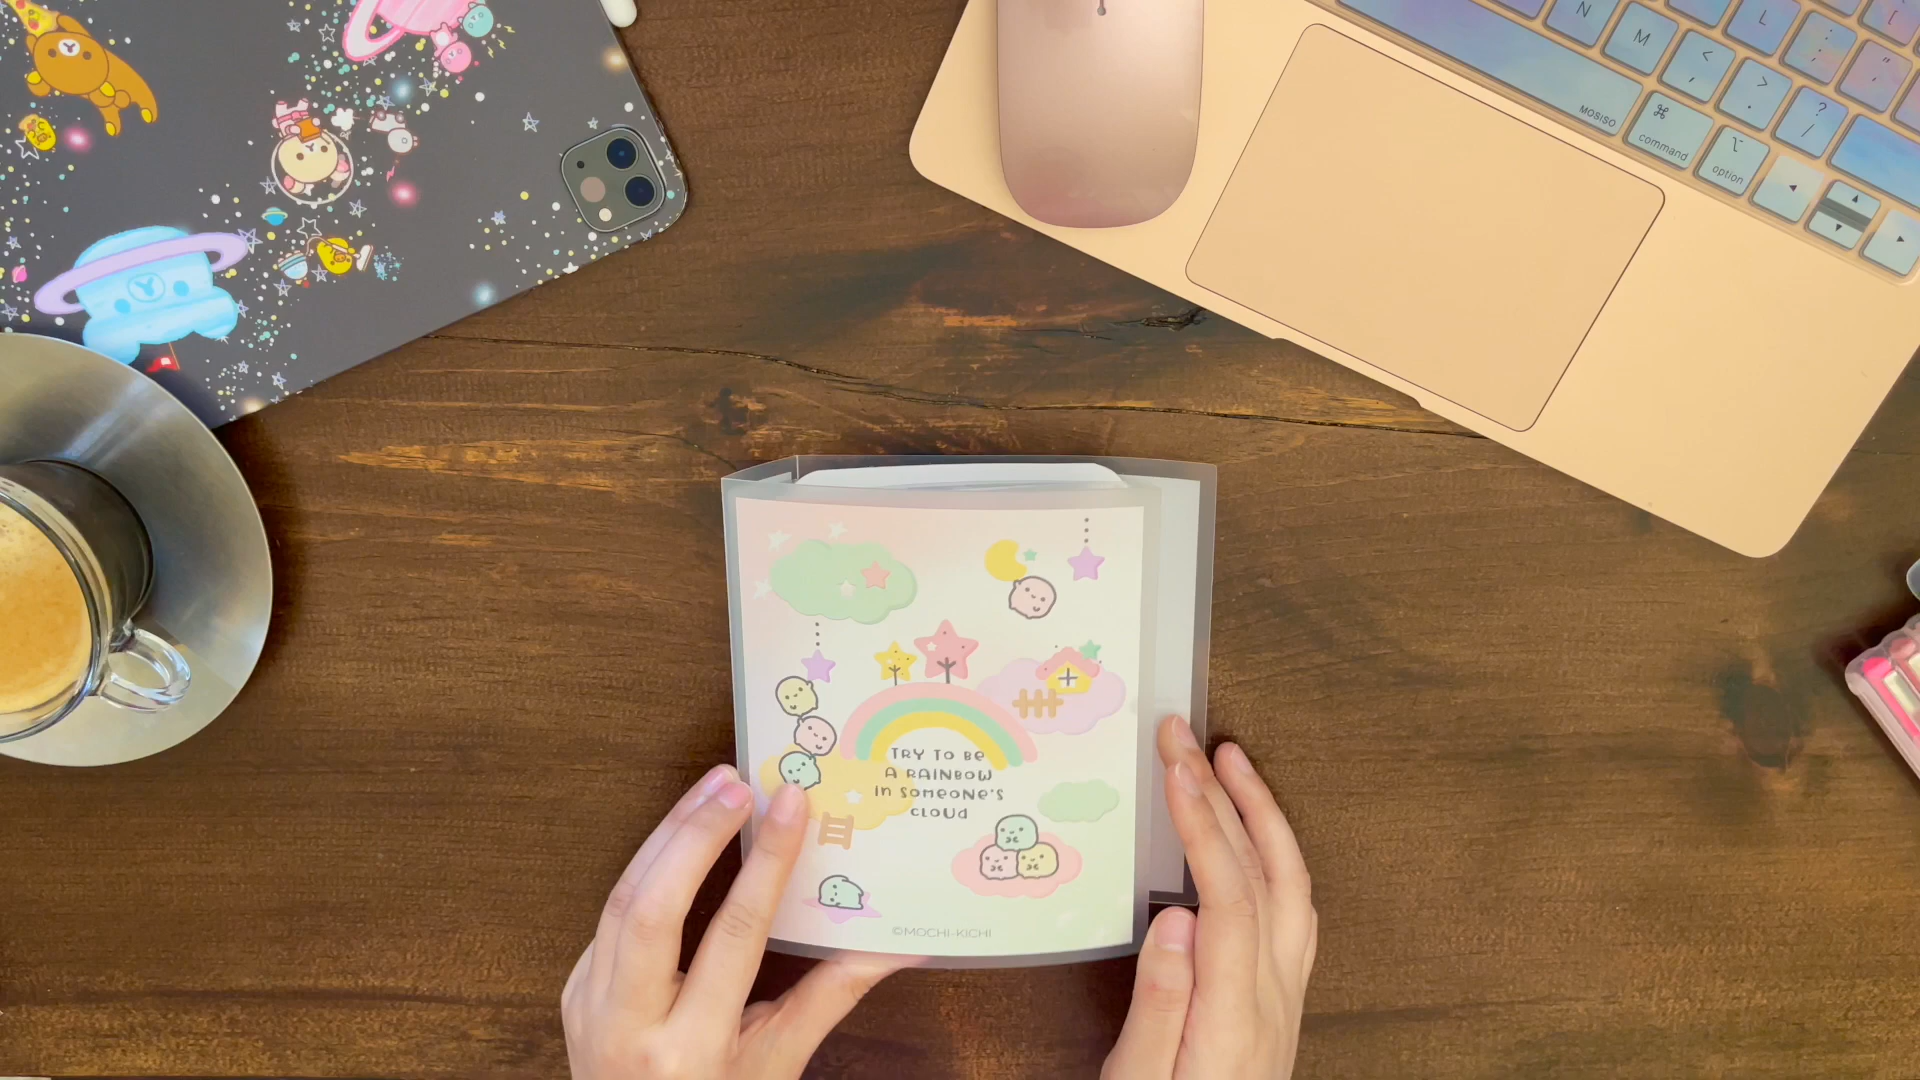 N
M
L
<
,
>
.
?
/
:
;
"
'
[
MOSISO
⌘
command
⌥
option
◂
▴
▾
▸
TRY TO BE
A RAINBOW
In SOMEONE'S
CLOUD
©MOCHI-KICHI